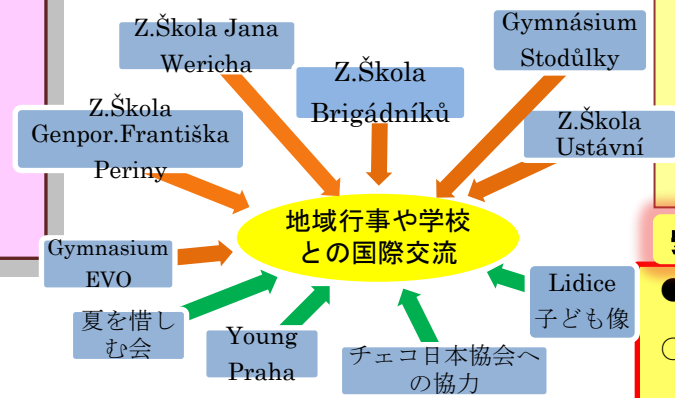 Z.Škola Jana
Wericha
Z.Škola
Brigádníků
Gymnásium
Stodůlky
Z.Škola
Genpor.Františka
Periny
Z.Škola
Ustávní
地域行事や学校
との国際交流
Gymnasium
EVO
夏を惜し
む会
Young
Praha
チェコ日本協会へ
の協力
Lidice
子ども像